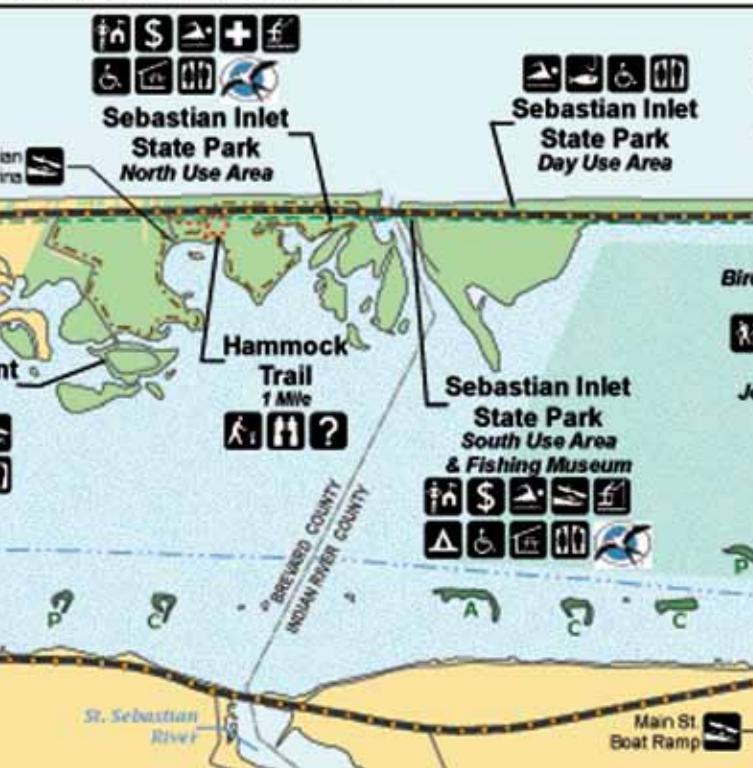 $
Sebastian Inlet
State Park
North Use Area
Sebastian Inlet
State Park
Day Use Area
Hammock
Trail
1 Mile
?
Sebastian Inlet
State Park
South Use Area
& Fishing Museum
$
BREVARD COUNTY
INDIAN RIVER COUNTY
P
C
A
C
C
P
St. Sebastian
River
Main St.
Boat Ramp